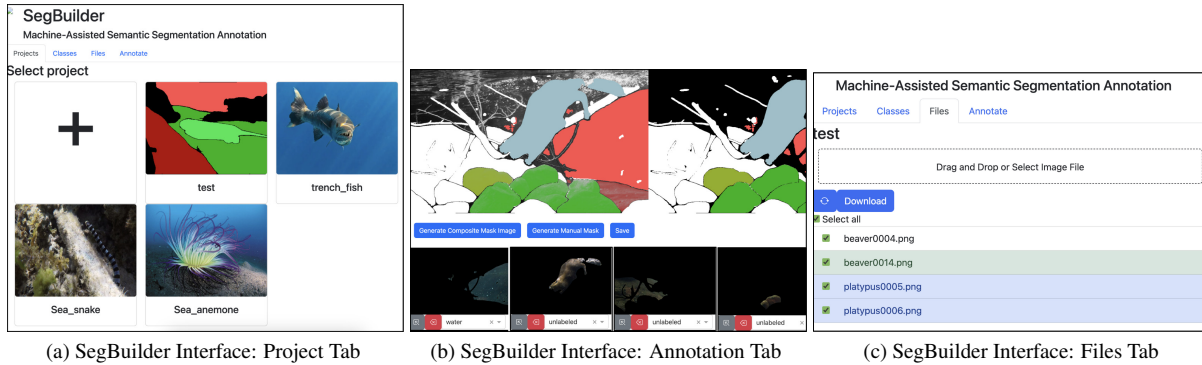 SegBuilder
Machine-Assisted Semantic Segmentation Annotation
Projects Classes Files Annotate
Select project
+
test trench_fish
Sea_snake Sea_anemone
(a) SegBuilder Interface: Project Tab
Generate Composite Mask Image Generate Manual Mask Save
water × unlabeled × unlabeled × unlabeled ×
(b) SegBuilder Interface: Annotation Tab
Machine-Assisted Semantic Segmentation Annotation
Projects Classes Files Annotate
test
Drag and Drop or Select Image File
Download
Select all
beaver0004.png
beaver0014.png
platypus0005.png
platypus0006.png
(c) SegBuilder Interface: Files Tab